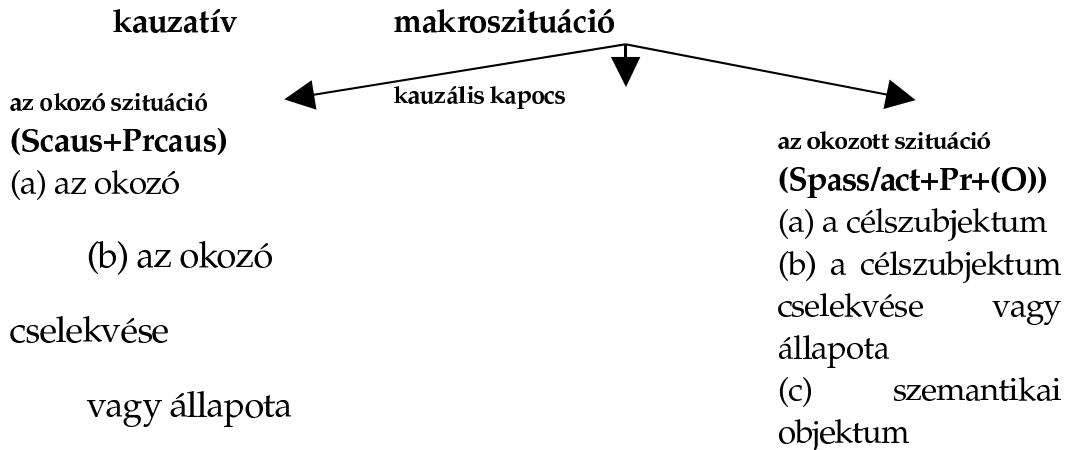 kauzatív makroszituáció
az okozó szituáció
(Scaus+Prcaus)
(a) az okozó
(b) az okozó
cselekvése
vagy állapota
kauzális kapocs
az okozott szituáció
(Spass/act+Pr+(O))
(a) a célszubjektum
(b) a célszubjektum
cselekvése vagy
állapota
(c) szemantikai
objektum